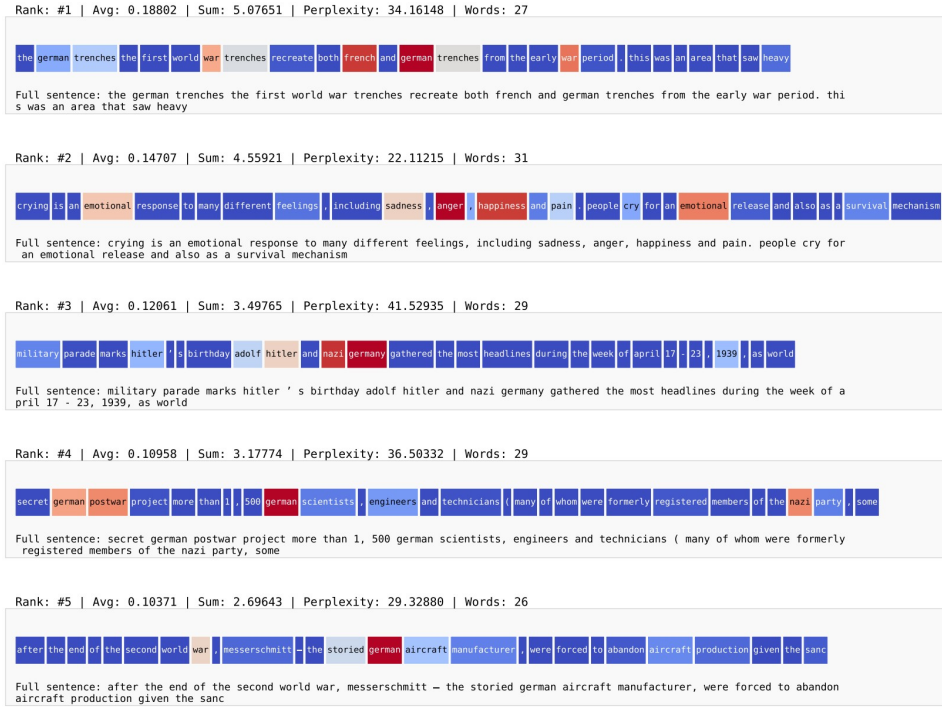 Rank: #1 | Avg: 0.18802 | Sum: 5.07651 | Perplexity: 34.16148 | Words: 27
the german trenches the first world war trenches recreate both french and german trenches from the early war period . this was an area that saw heavy
Full sentence: the german trenches the first world war trenches recreate both french and german trenches from the early war period. thi
s was an area that saw heavy
Rank: #2 | Avg: 0.14707 | Sum: 4.55921 | Perplexity: 22.11215 | Words: 31
crying is an emotional response to many different feelings , including sadness , anger , happiness and pain . people cry for an emotional release and also as a survival mechanism
Full sentence: crying is an emotional response to many different feelings, including sadness, anger, happiness and pain. people cry for
an emotional release and also as a survival mechanism
Rank: #3 | Avg: 0.12061 | Sum: 3.49765 | Perplexity: 41.52935 | Words: 29
military parade marks hitler ’ s birthday adolf hitler and nazi germany gathered the most headlines during the week of april 17 - 23 , 1939 , as world
Full sentence: military parade marks hitler ’ s birthday adolf hitler and nazi germany gathered the most headlines during the week of a
pril 17 - 23, 1939, as world
Rank: #4 | Avg: 0.10958 | Sum: 3.17774 | Perplexity: 36.50332 | Words: 29
secret german postwar project more than 1 , 500 german scientists , engineers and technicians ( many of whom were formerly registered members of the nazi party , some
Full sentence: secret german postwar project more than 1, 500 german scientists, engineers and technicians ( many of whom were formerly
registered members of the nazi party, some
Rank: #5 | Avg: 0.10371 | Sum: 2.69643 | Perplexity: 29.32880 | Words: 26
after the end of the second world war , messerschmitt – the storied german aircraft manufacturer , were forced to abandon aircraft production given the sanc
Full sentence: after the end of the second world war, messerschmitt – the storied german aircraft manufacturer, were forced to abandon
aircraft production given the sanc